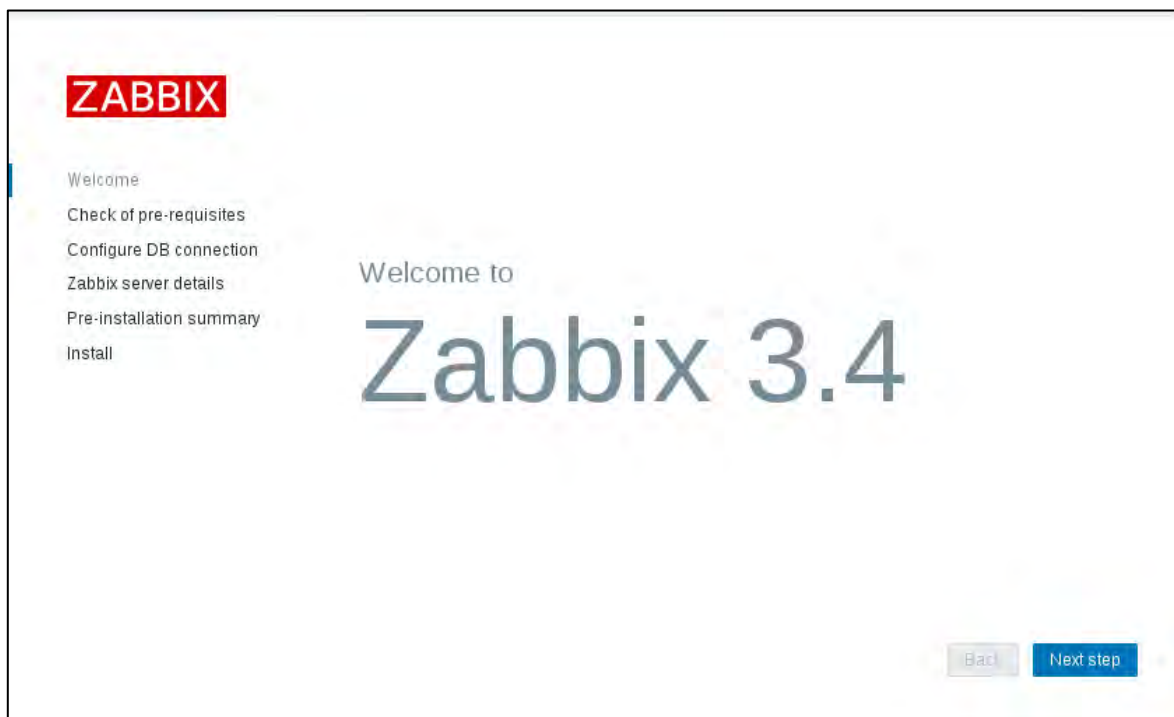 ZABBIX
Welcome
Check of pre-requisites
Configure DB connection
Zabbix server details
Pre-installation summary
Install
Welcome to
Zabbix 3.4
Back
Next step